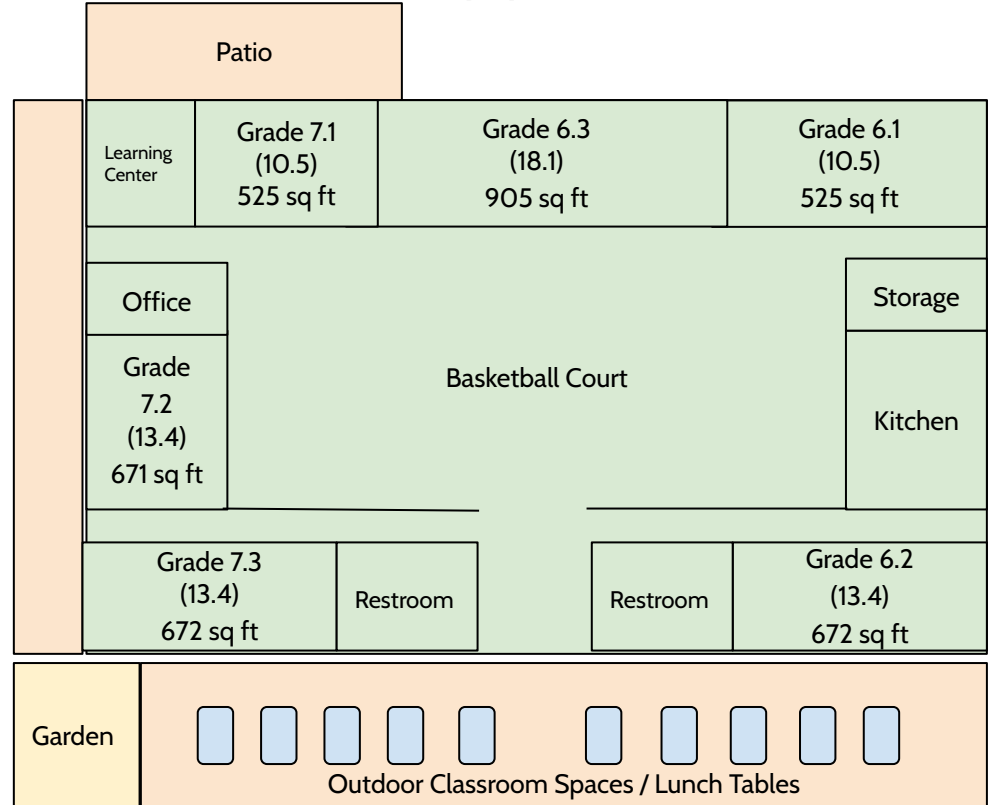 Patio
Learning
Center
Grade 7.1
(10.5)
525 sq ft
Grade 6.3
(18.1)
905 sq ft
Grade 6.1
(10.5)
525 sq ft
Office
Storage
Grade
7.2
(13.4)
671 sq ft
Basketball Court
Kitchen
Grade 7.3
(13.4)
672 sq ft
Restroom
Restroom
Grade 6.2
(13.4)
672 sq ft
Garden
Outdoor Classroom Spaces / Lunch Tables